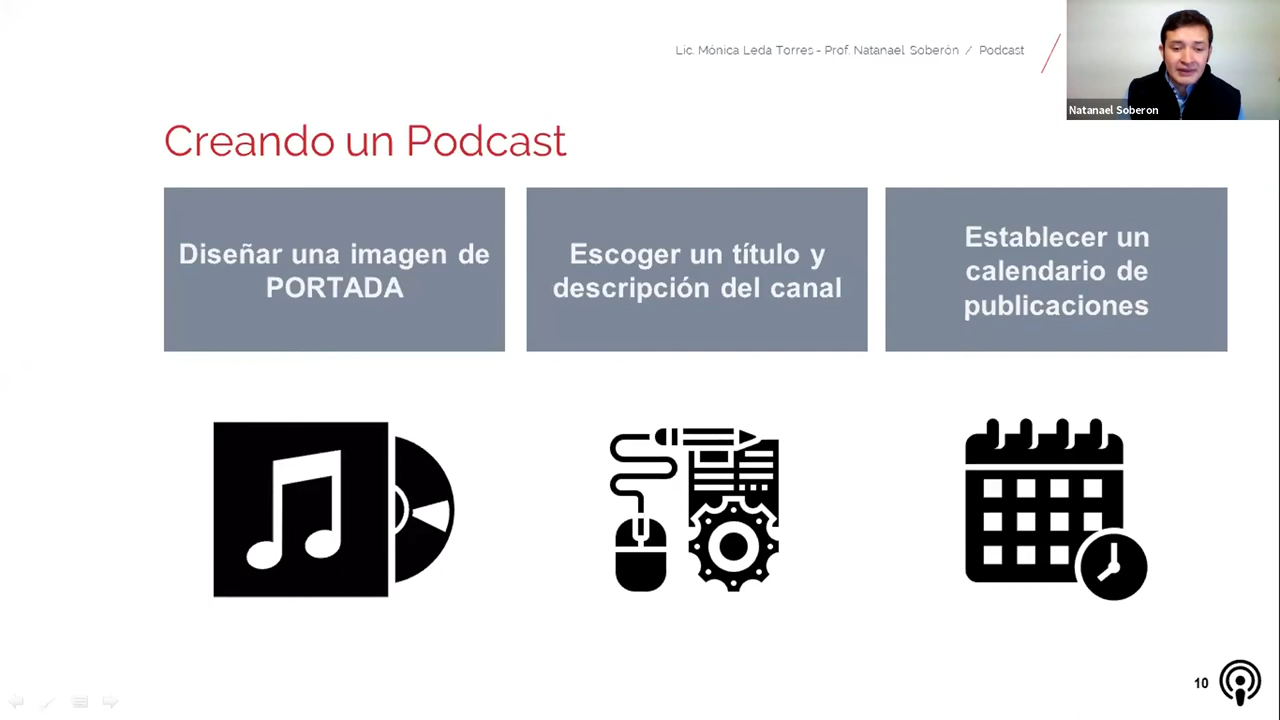 Lic. Mónica Leda Torres - Prof. Natanael Soberón / Podcast
Natanael Soberon
Creando un Podcast
Diseñar una imagen de
PORTADA
Escoger un título y
descripción del canal
Establecer un
calendario de
publicaciones
10